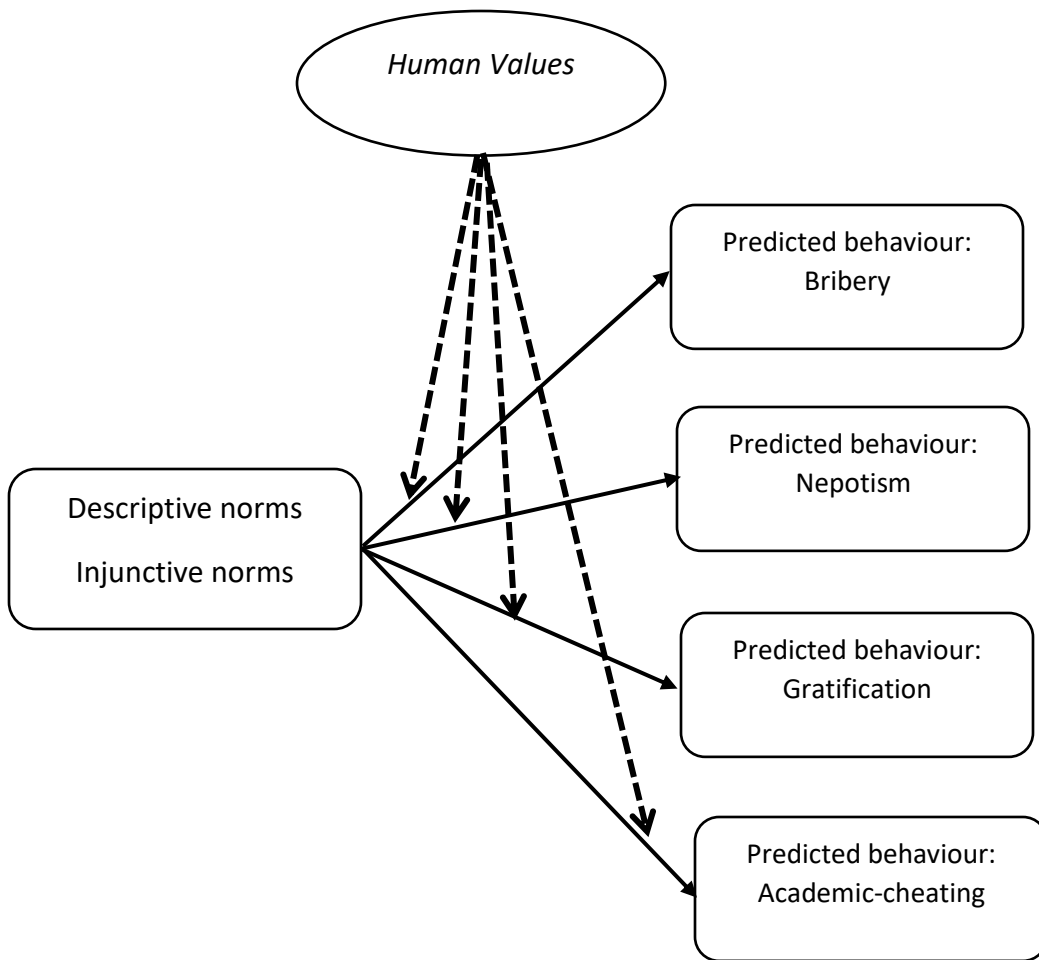 Human Values
Predicted behaviour:
Bribery
Predicted behaviour:
Nepotism
Descriptive norms
Injunctive norms
Predicted behaviour:
Gratification
Predicted behaviour:
Academic-cheating